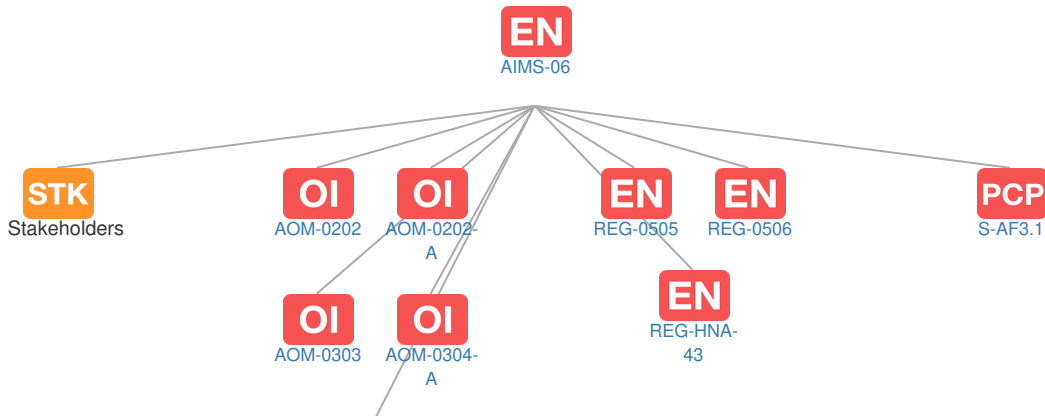 EN
AIMS-06
STK
Stakeholders
OI
AOM-0202
OI
AOM-0202-
A
EN
REG-0505
EN
REG-0506
PCP
S-AF3.1
OI
AOM-0303
OI
AOM-0304-
A
EN
REG-HNA-
43